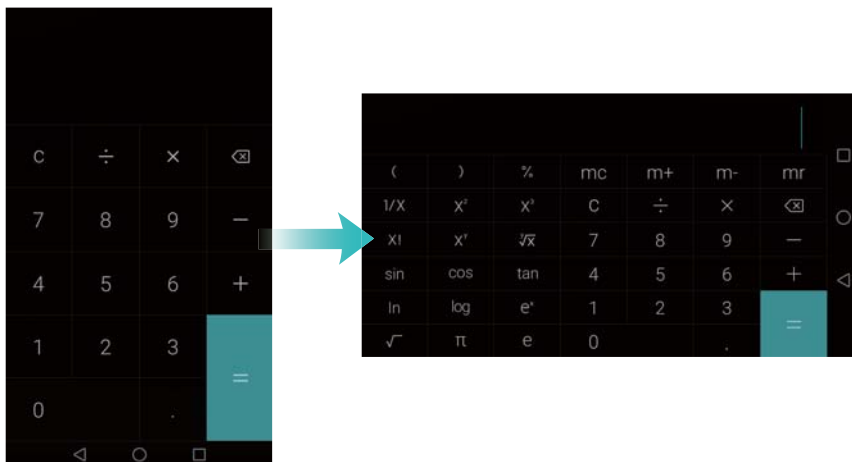 C ÷ × ⌫
7 8 9 −
4 5 6 +
1 2 3 =
0 .
( ) % mc m+ m- mr
1/X X² X³ C ÷ × ⌫
X! Xʸ ʸ√x 7 8 9 −
sin cos tan 4 5 6 +
ln log eˣ 1 2 3 =
√ π e 0 .